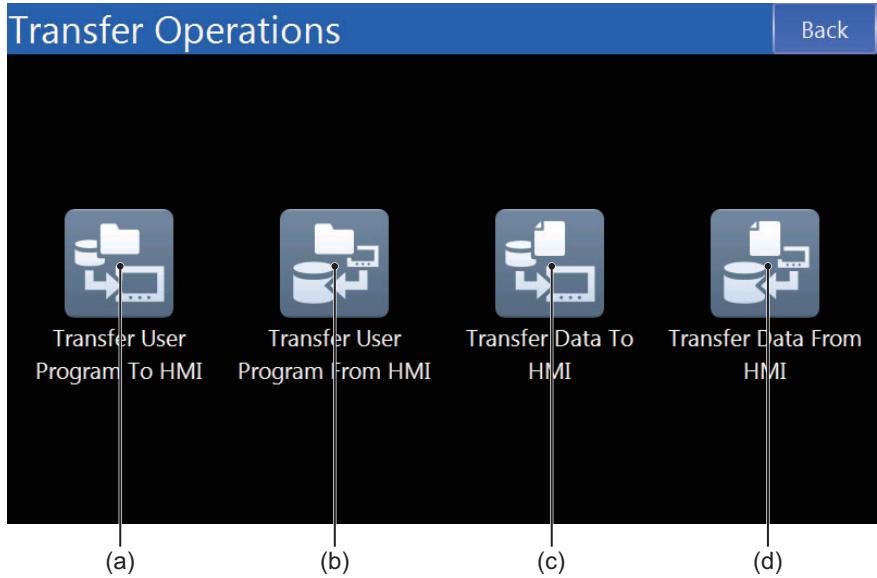 Transfer Operations
Back
Transfer User
Program To HMI
Transfer User
Program From HMI
Transfer Data To
HMI
Transfer Data From
HMI
(a)
(b)
(c)
(d)